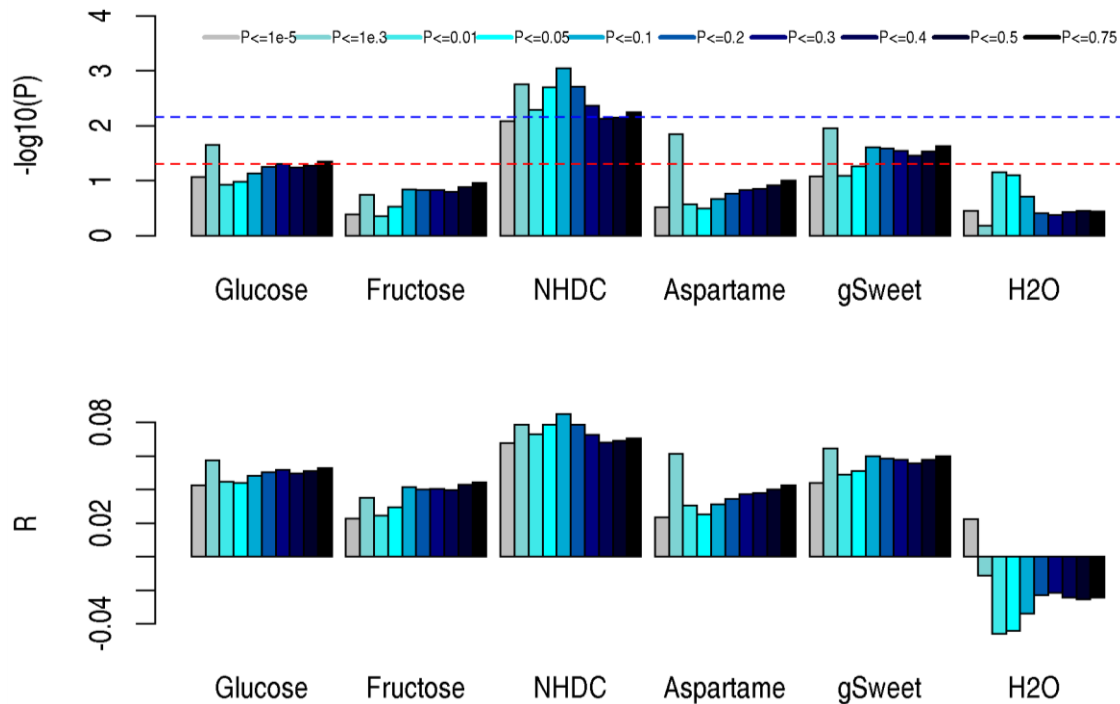 4
P<=1e-5 P<=1e.3 P<=0.01 P<=0.05 P<=0.1 P<=0.2 P<=0.3 P<=0.4 P<=0.5 P<=0.75
3
-log10(P)
2
1
0
Glucose Fructose NHDC Aspartame gSweet H2O
0.08
R
0.02
-0.04
Glucose Fructose NHDC Aspartame gSweet H2O